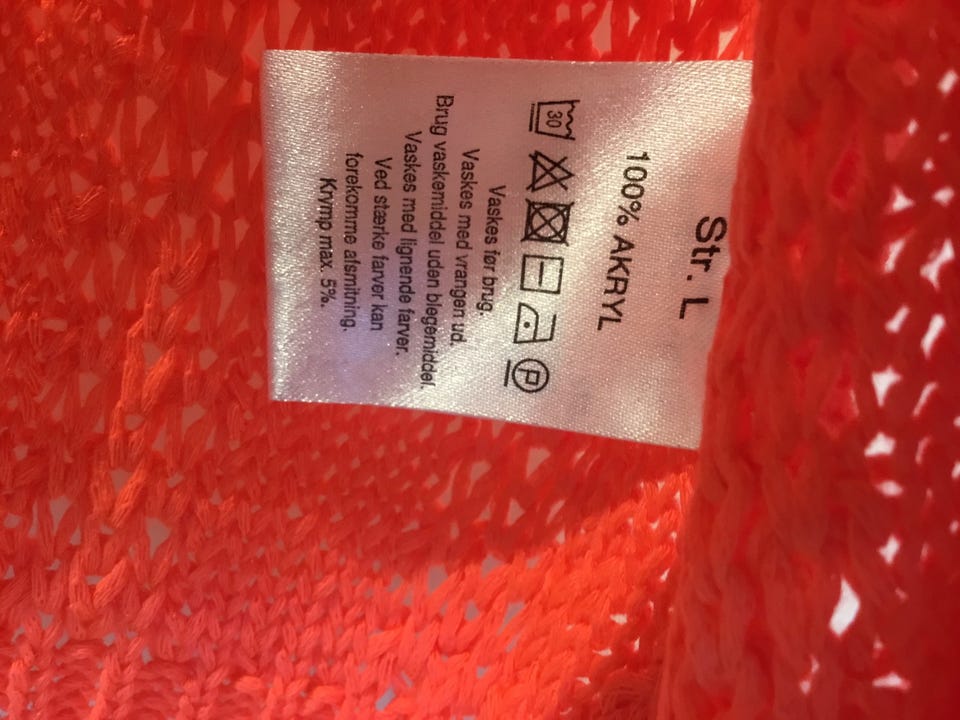 Str. L
100% AKRYL
30 P
Vaskes før brug.
Vaskes med vrangen ud.
Brug vaskemiddel uden blegemiddel.
Vaskes med lignende farver.
Ved stærke farver kan
forekomme afsmitning.
Krymp max. 5%.